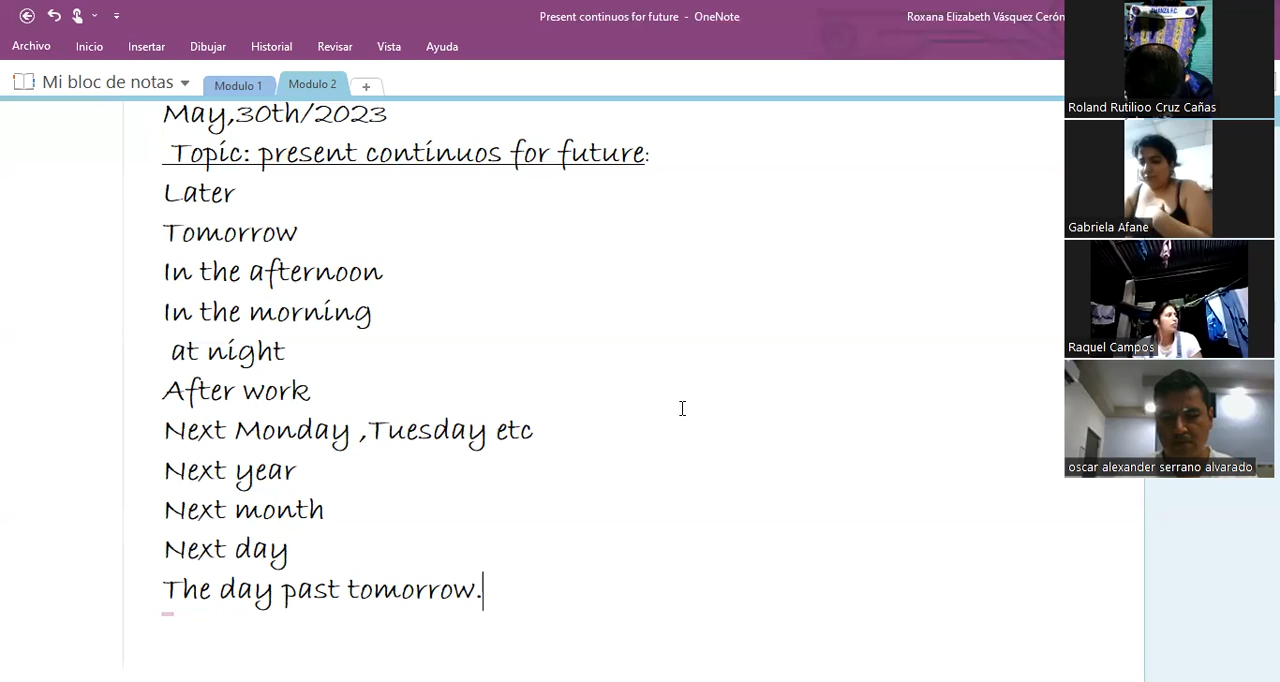 Present continuos for future - OneNote
Roxana Elizabeth Vásquez Cerón
Archivo Inicio Insertar Dibujar Historial Revisar Vista Ayuda
Mi bloc de notas Modulo 1 Modulo 2 +
May,30th/2023
Topic: present continuos for future:
Later
Tomorrow
In the afternoon
In the morning
at night
After work
Next Monday ,Tuesday etc
Next year
Next month
Next day
The day past tomorrow.
Roland Rutilioo Cruz Cañas
Gabriela Afane
Raquel Campos
oscar alexander serrano alvarado